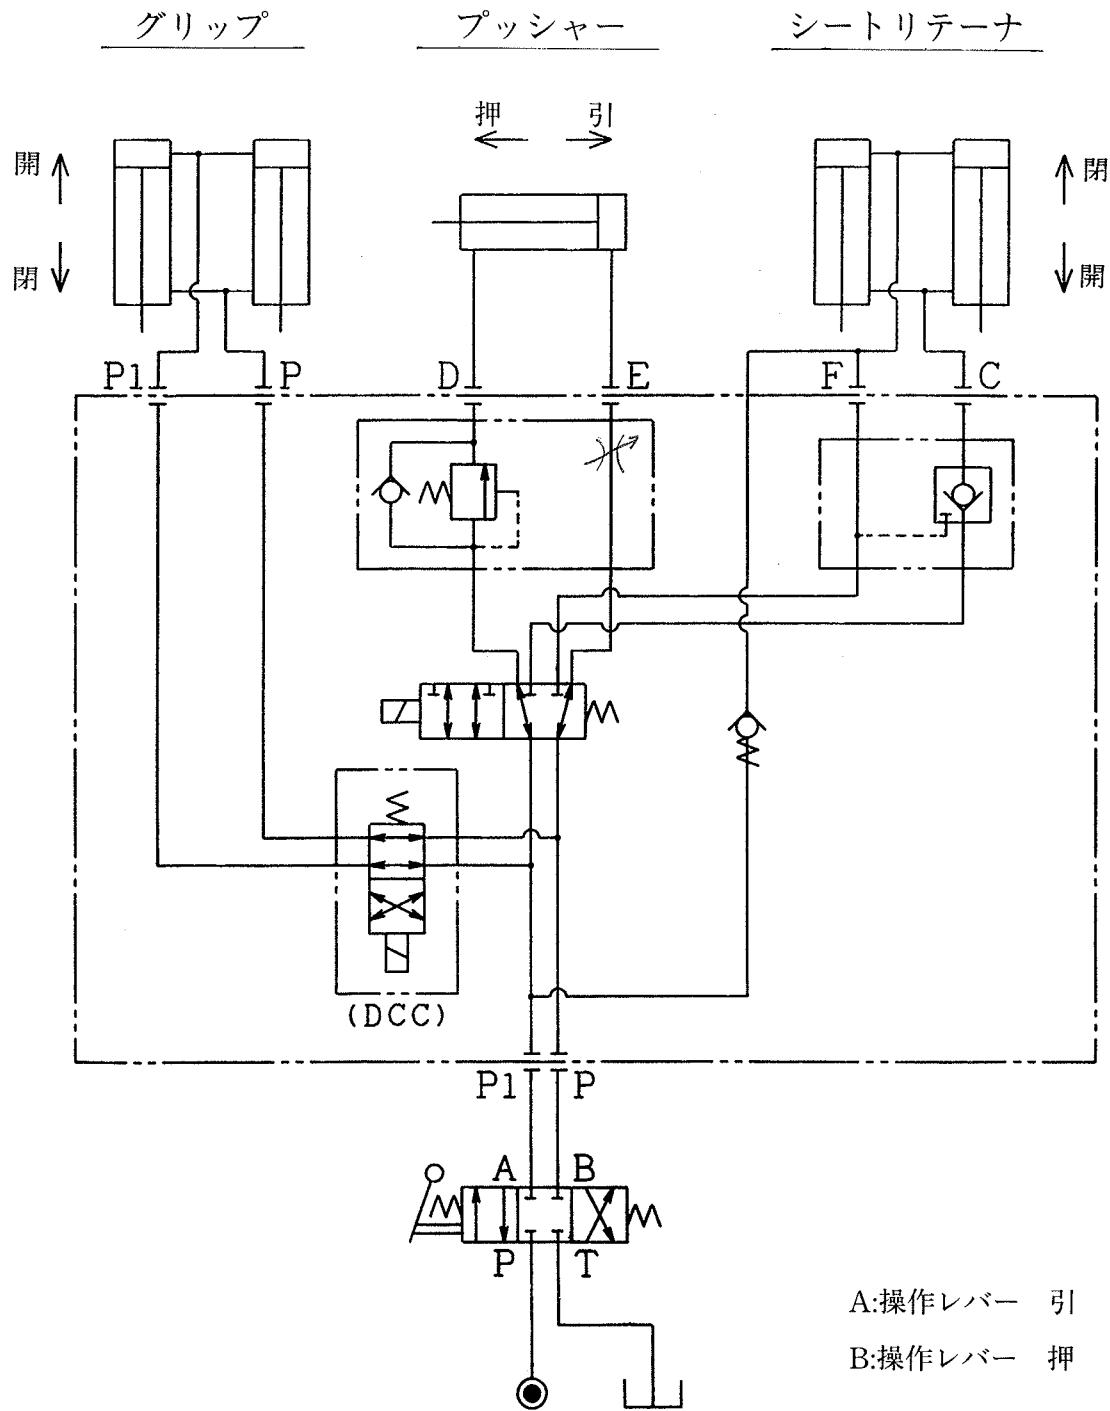 グリップ
プッシャー
シートリテーナ
押 引
開
閉
閉
開
P1 P D E F C
(DCC)
P1 P
A B
P T
A:操作レバー 引
B:操作レバー 押